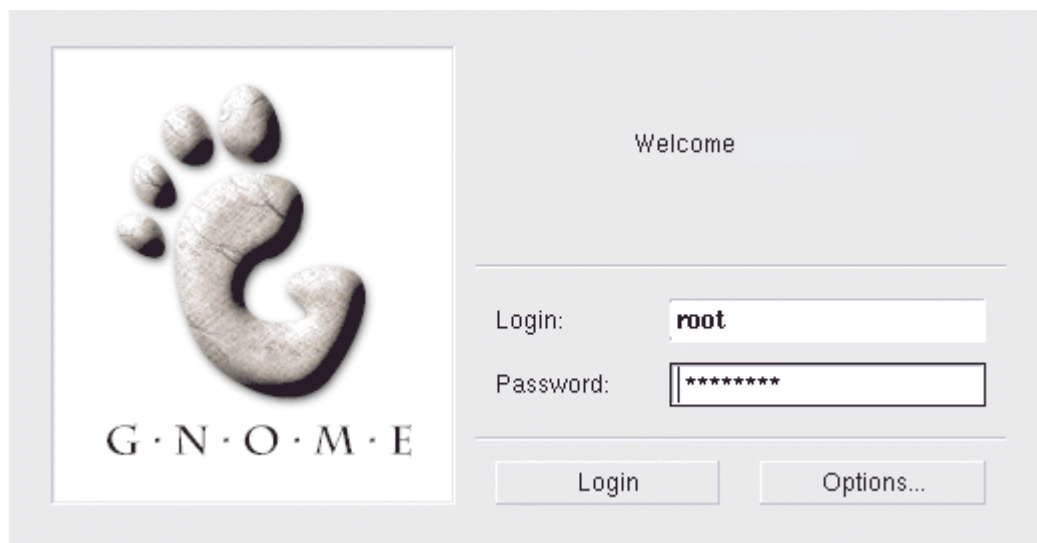 Welcome
Login: root
Password: ********
G·N·O·M·E
Login Options...